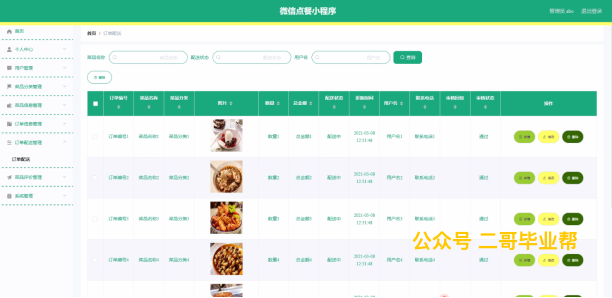 微信点餐小程序
管理员 abo 退出登录
首页
首页 / 订单配送
个人中心
用户管理
菜品分类管理
菜品信息管理
订单信息管理
订单配送管理
订单配送
菜品评价管理
系统管理
菜品名称 菜品名称 配送状态 配送状态 用户名 用户名 查询
删除
订单编号 菜品名称 菜品分类 图片 数量 总金额 配送状态 用户名 联系电话 审核回复 审核状态 操作
订单编号1 菜品名称1 菜品分类1 数量1 总金额1 配送中 2021-03-08 12:11:48 用户名1 联系电话1 通过 详情 修改 删除
订单编号2 菜品名称2 菜品分类2 数量2 总金额2 配送中 2021-03-08 12:11:48 用户名2 联系电话2 通过 详情 修改 删除
订单编号3 菜品名称3 菜品分类3 数量3 总金额3 配送中 2021-03-08 12:11:48 用户名3 联系电话3 通过 详情 修改 删除
订单编号4 菜品名称4 菜品分类4 数量4 总金额4 配送中 2021-03-08 12:11:48 用户名4 联系电话4 通过 详情 修改 删除
公众号 二哥毕业帮